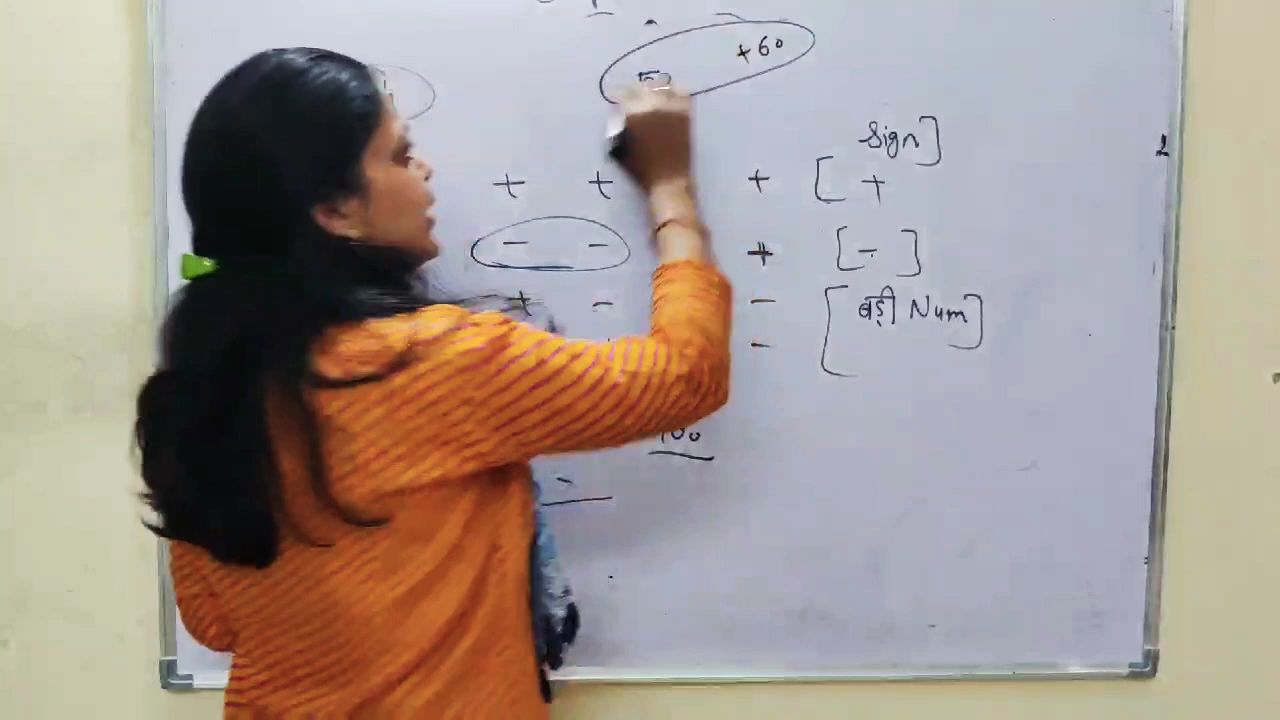 +60
Sign]
+ + + [ +
- - + [ - ]
+ - - [ बड़ी Num ]
-
100
-